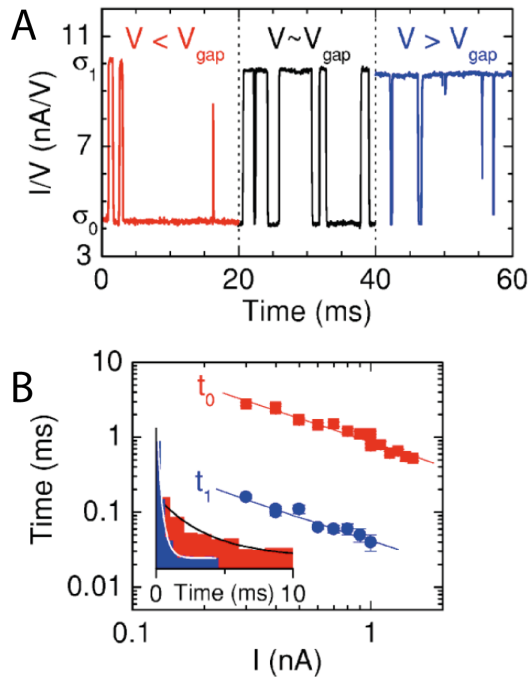 A
V < Vgap
V~Vgap
V > Vgap
I/V (nA/V)
11
σ1
7
σ0
3
0
20
40
60
Time (ms)
B
Time (ms)
10
1
0.1
0.01
t0
t1
0
Time (ms)
10
0.1
1
I (nA)